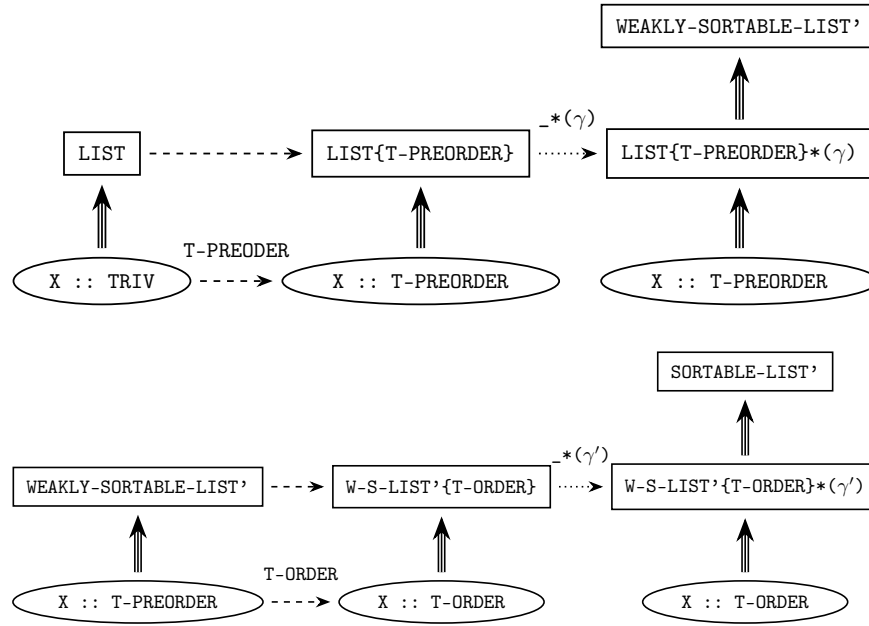 WEAKLY-SORTABLE-LIST’
_*(γ)
LIST
LIST{T-PREORDER}
LIST{T-PREORDER}*(γ)
T-PREODER
X :: TRIV
X :: T-PREORDER
X :: T-PREORDER
SORTABLE-LIST’
_*(γ′)
WEAKLY-SORTABLE-LIST’
W-S-LIST’{T-ORDER}
W-S-LIST’{T-ORDER}*(γ′)
T-ORDER
X :: T-PREORDER
X :: T-ORDER
X :: T-ORDER